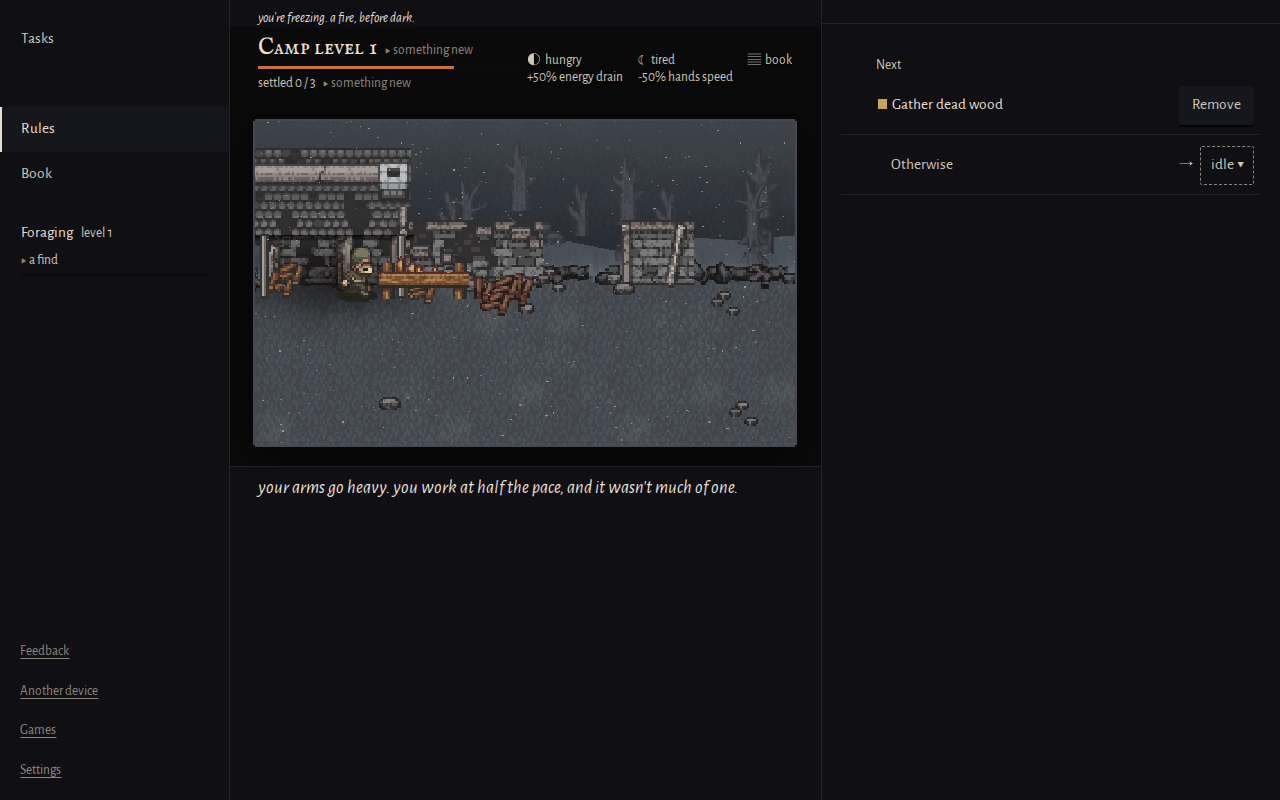 Tasks
Rules
Book
Foraging level 1
▸ a find
Feedback
Another device
Games
Settings
you're freezing. a fire, before dark.
Camp level 1 ▸ something new
settled 0 / 3 ▸ something new
hungry
+50% energy drain
tired
-50% hands speed
book
your arms go heavy. you work at half the pace, and it wasn't much of one.
Next
Gather dead wood Remove
Otherwise → idle ▾